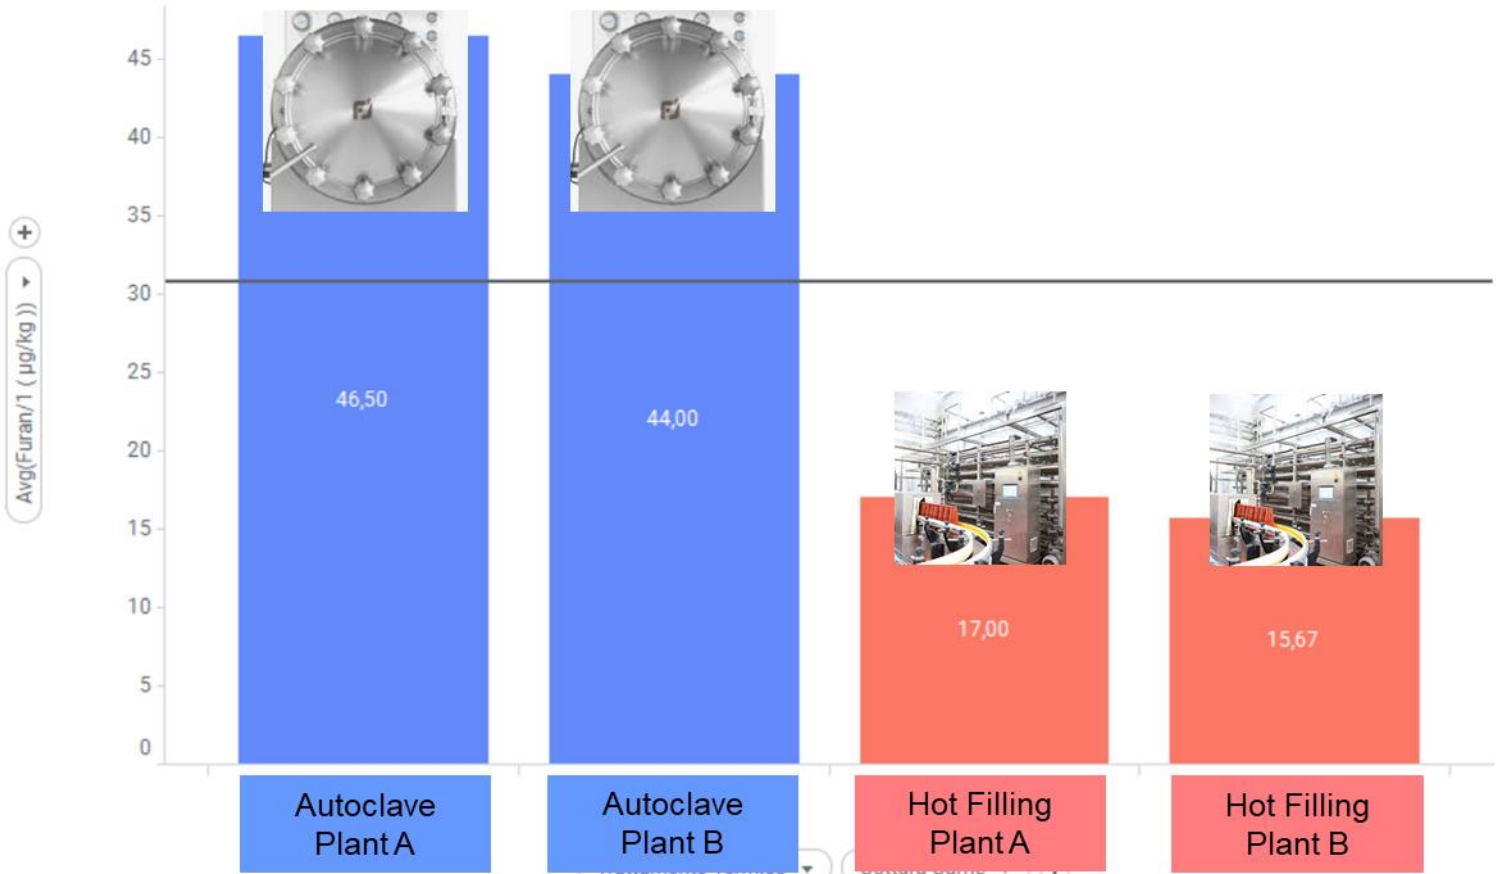 45
40
35
30
25
20
15
10
5
0
+
Avg(Furan/1 ( µg/kg ))
46,50
44,00
17,00
15,67
Autoclave
Plant A
Autoclave
Plant B
Hot Filling
Plant A
Hot Filling
Plant B